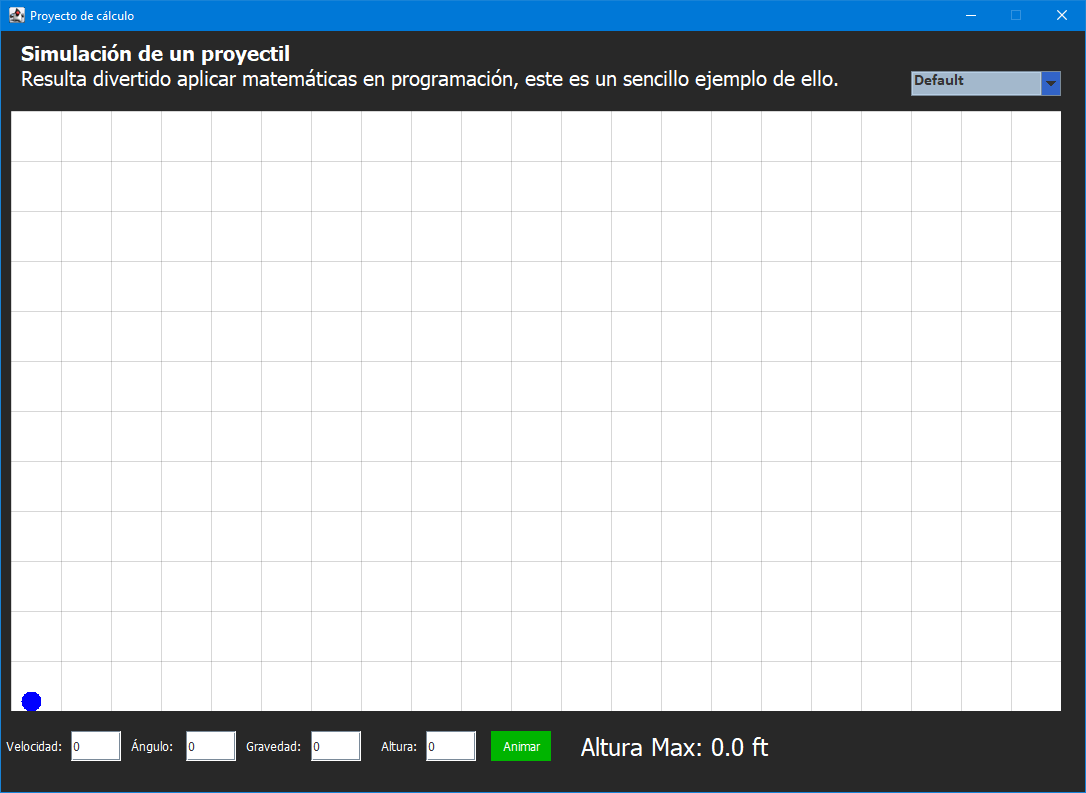 Proyecto de cálculo
Simulación de un proyectil
Resulta divertido aplicar matemáticas en programación, este es un sencillo ejemplo de ello.
Default
Velocidad: 0 Ángulo: 0 Gravedad: 0 Altura: 0 Animar Altura Max: 0.0 ft